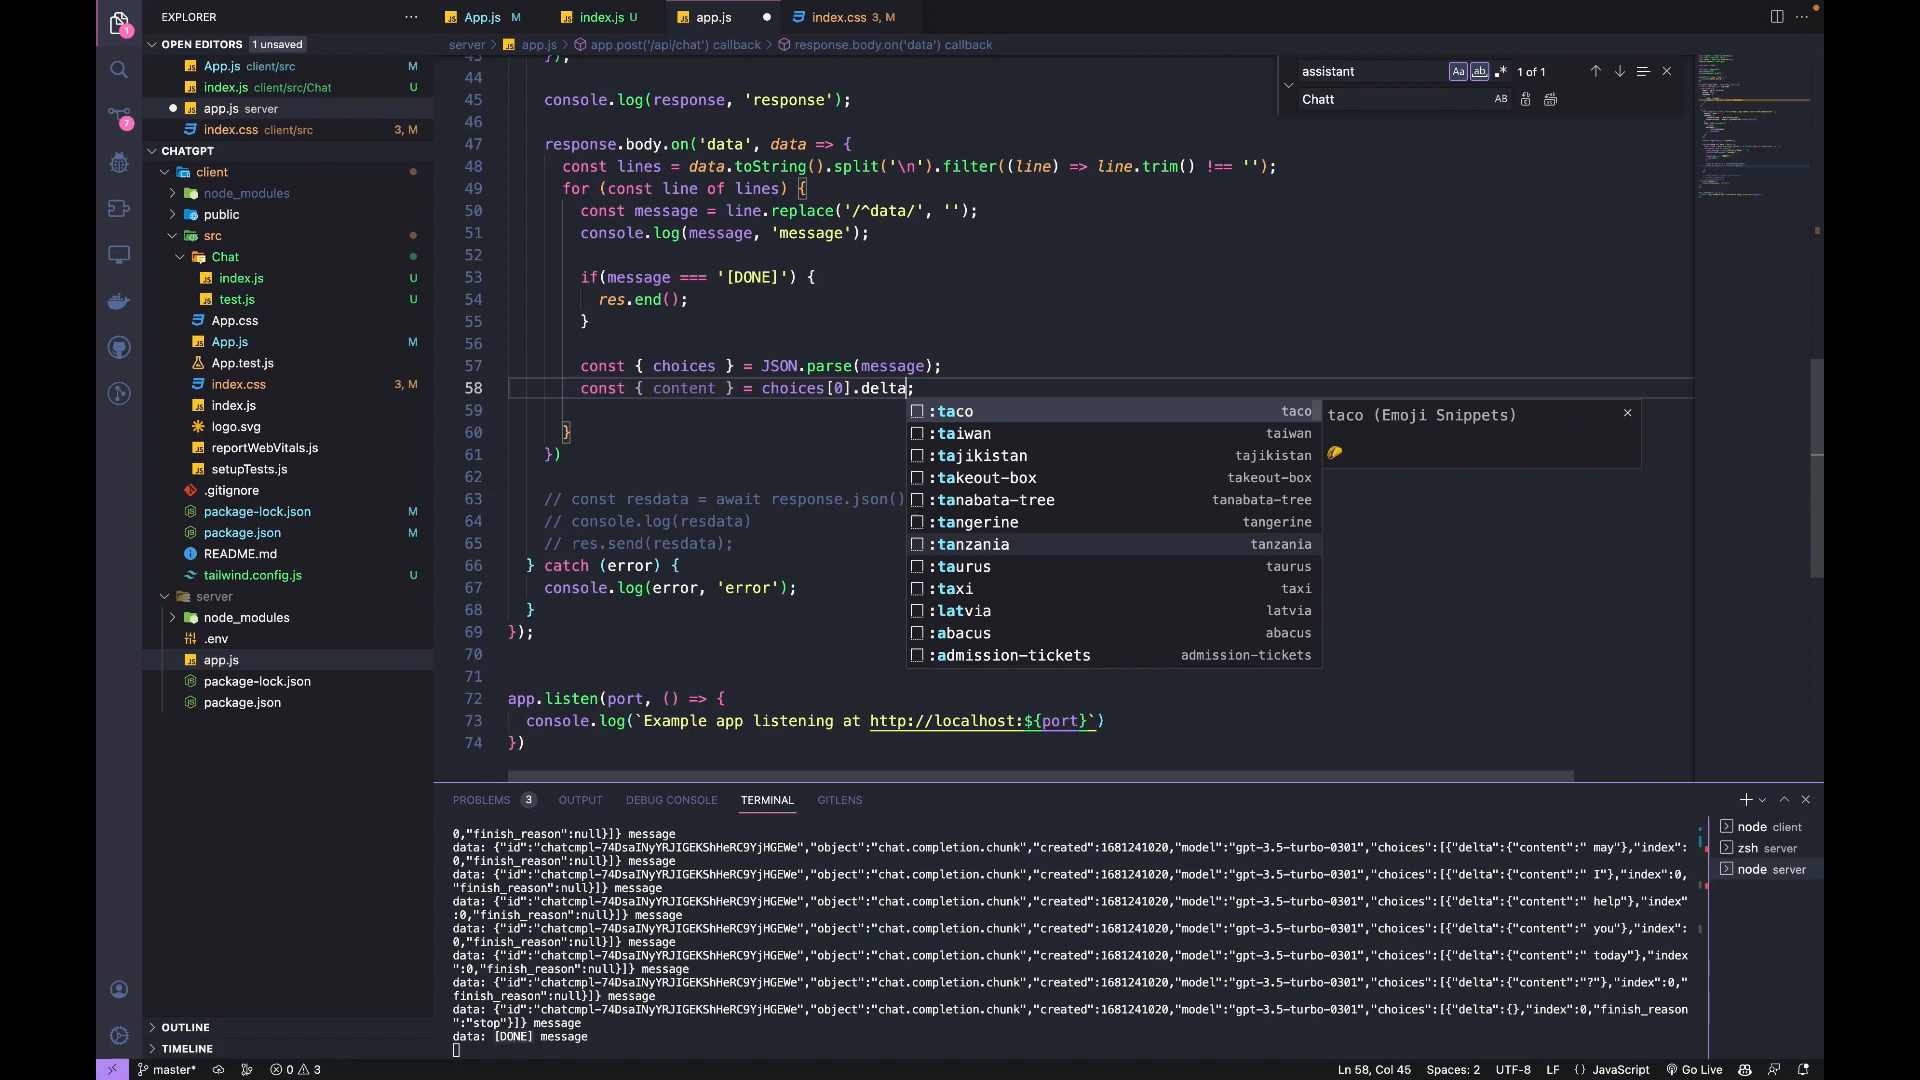 EXPLORER
App.js M
index.js U
app.js
index.css 3, M
OPEN EDITORS 1 unsaved
App.js client/src M
index.js client/src/Chat U
app.js server
index.css client/src 3, M
CHATGPT
client
node_modules
public
src
Chat
index.js U
test.js U
App.css
App.js M
App.test.js
index.css 3, M
index.js
logo.svg
reportWebVitals.js
setupTests.js
.gitignore
package-lock.json M
package.json M
README.md
tailwind.config.js U
server
node_modules
.env
app.js
package-lock.json
package.json
OUTLINE
TIMELINE
server > app.js > app.post('/api/chat') callback > response.body.on('data') callback
assistant Aa ab .* 1 of 1
Chatt AB
43 });
44
45 console.log(response, 'response');
46
47 response.body.on('data', data => {
48 const lines = data.toString().split('\n').filter((line) => line.trim() !== '');
49 for (const line of lines) {
50 const message = line.replace('/^data/', '');
51 console.log(message, 'message');
52
53 if(message === '[DONE]') {
54 res.end();
55 }
56
57 const { choices } = JSON.parse(message);
58 const { content } = choices[0].delta;
59
60 }
61 })
62
63 // const resdata = await response.json()
64 // console.log(resdata)
65 // res.send(resdata);
66 } catch (error) {
67 console.log(error, 'error');
68 }
69 });
70
71
72 app.listen(port, () => {
73 console.log(`Example app listening at http://localhost:${port}`)
74 })
:taco taco
:taiwan taiwan
:tajikistan tajikistan
:takeout-box takeout-box
:tanabata-tree tanabata-tree
:tangerine tangerine
:tanzania tanzania
:taurus taurus
:taxi taxi
:latvia latvia
:abacus abacus
:admission-tickets admission-tickets
taco (Emoji Snippets)
PROBLEMS 3 OUTPUT DEBUG CONSOLE TERMINAL GITLENS
0,"finish_reason":null}]} message
data: {"id":"chatcmpl-74DsaINyYRJIGEKShHeRC9YjHGEWe","object":"chat.completion.chunk","created":1681241020,"model":"gpt-3.5-turbo-0301","choices":[{"delta":{"content":" may"},"index":
0,"finish_reason":null}]} message
data: {"id":"chatcmpl-74DsaINyYRJIGEKShHeRC9YjHGEWe","object":"chat.completion.chunk","created":1681241020,"model":"gpt-3.5-turbo-0301","choices":[{"delta":{"content":" I"},"index":0,
"finish_reason":null}]} message
data: {"id":"chatcmpl-74DsaINyYRJIGEKShHeRC9YjHGEWe","object":"chat.completion.chunk","created":1681241020,"model":"gpt-3.5-turbo-0301","choices":[{"delta":{"content":" help"},"index"
:0,"finish_reason":null}]} message
data: {"id":"chatcmpl-74DsaINyYRJIGEKShHeRC9YjHGEWe","object":"chat.completion.chunk","created":1681241020,"model":"gpt-3.5-turbo-0301","choices":[{"delta":{"content":" you"},"index":
0,"finish_reason":null}]} message
data: {"id":"chatcmpl-74DsaINyYRJIGEKShHeRC9YjHGEWe","object":"chat.completion.chunk","created":1681241020,"model":"gpt-3.5-turbo-0301","choices":[{"delta":{"content":" today"},"index
":0,"finish_reason":null}]} message
data: {"id":"chatcmpl-74DsaINyYRJIGEKShHeRC9YjHGEWe","object":"chat.completion.chunk","created":1681241020,"model":"gpt-3.5-turbo-0301","choices":[{"delta":{"content":"?"},"index":0,"
finish_reason":null}]} message
data: {"id":"chatcmpl-74DsaINyYRJIGEKShHeRC9YjHGEWe","object":"chat.completion.chunk","created":1681241020,"model":"gpt-3.5-turbo-0301","choices":[{"delta":{},"index":0,"finish_reason
":"stop"}]} message
data: [DONE] message
node client
zsh server
node server
master* 0 3
Ln 58, Col 45 Spaces: 2 UTF-8 LF {} JavaScript Go Live